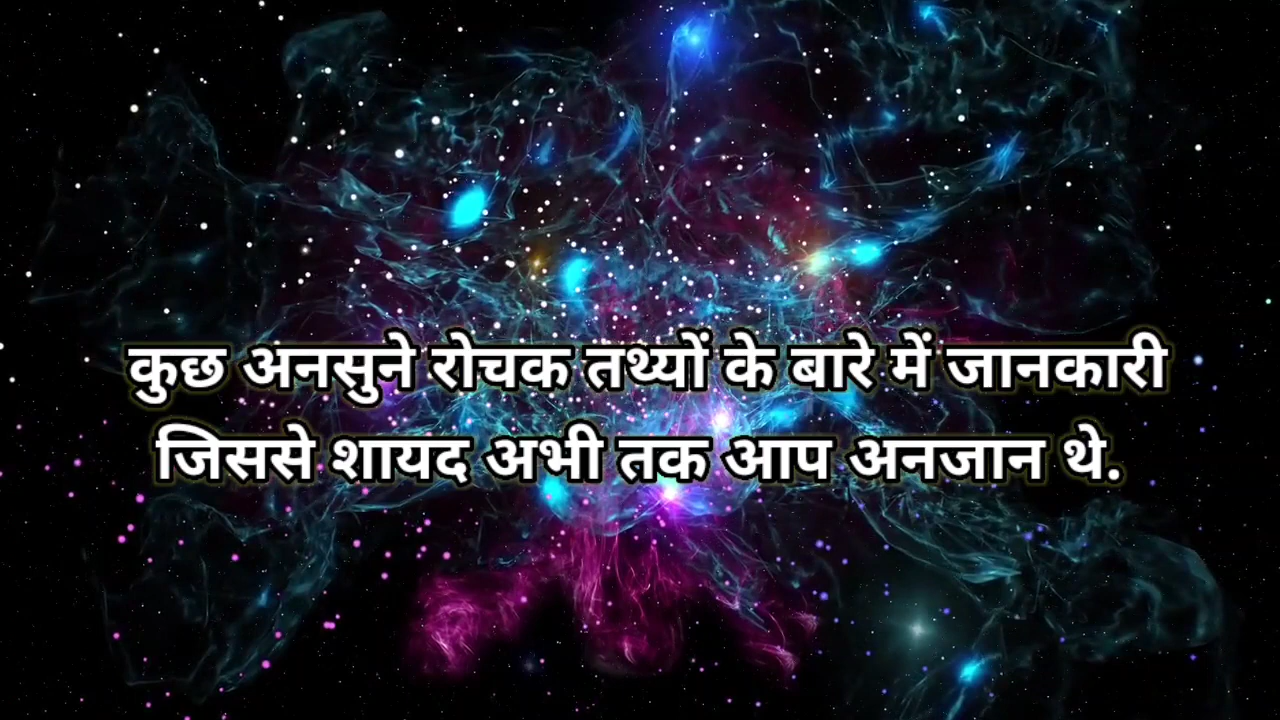 कुछ अनसुने रोचक तथ्यों के बारे में जानकारी
जिससे शायद अभी तक आप अनजान थे.